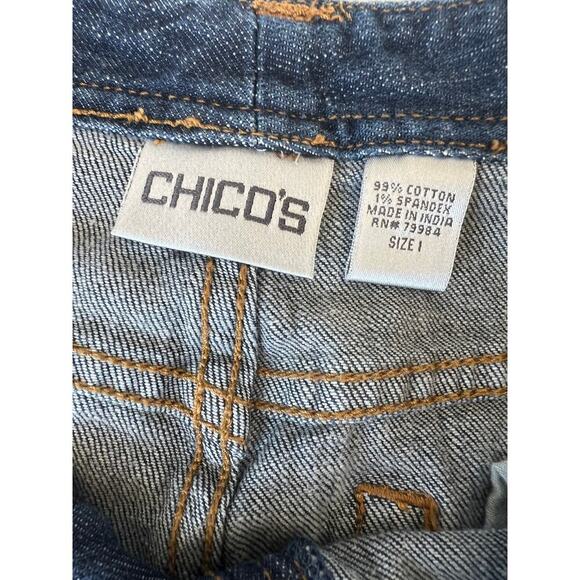 CHICO'S
99% COTTON
1% SPANDEX
MADE IN INDIA
RN# 79984
SIZE 1